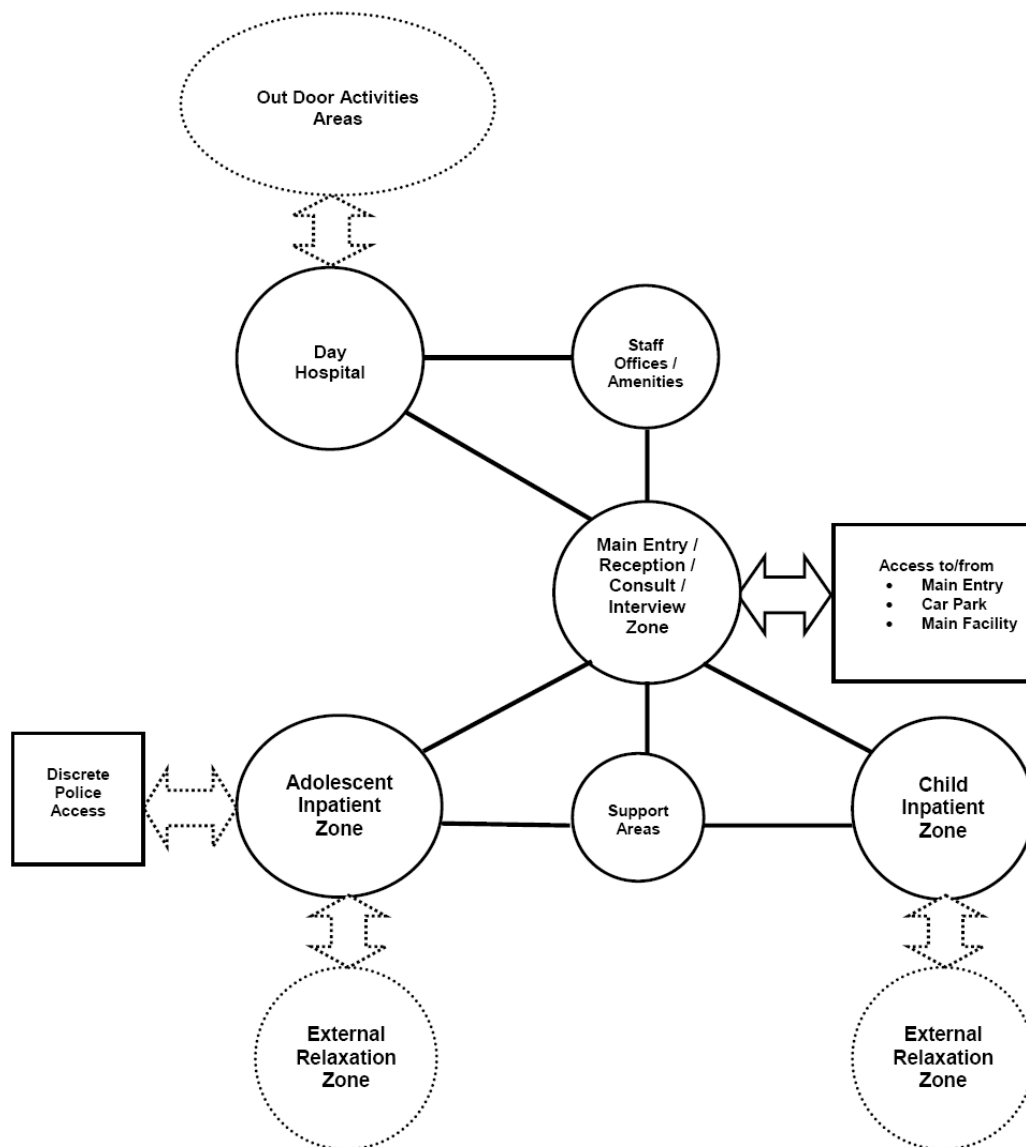 Out Door Activities
Areas
Day
Hospital
Staff
Offices /
Amenities
Main Entry /
Reception /
Consult /
Interview
Zone
Access to/from
• Main Entry
• Car Park
• Main Facility
Discrete
Police
Access
Adolescent
Inpatient
Zone
Support
Areas
Child
Inpatient
Zone
External
Relaxation
Zone
External
Relaxation
Zone